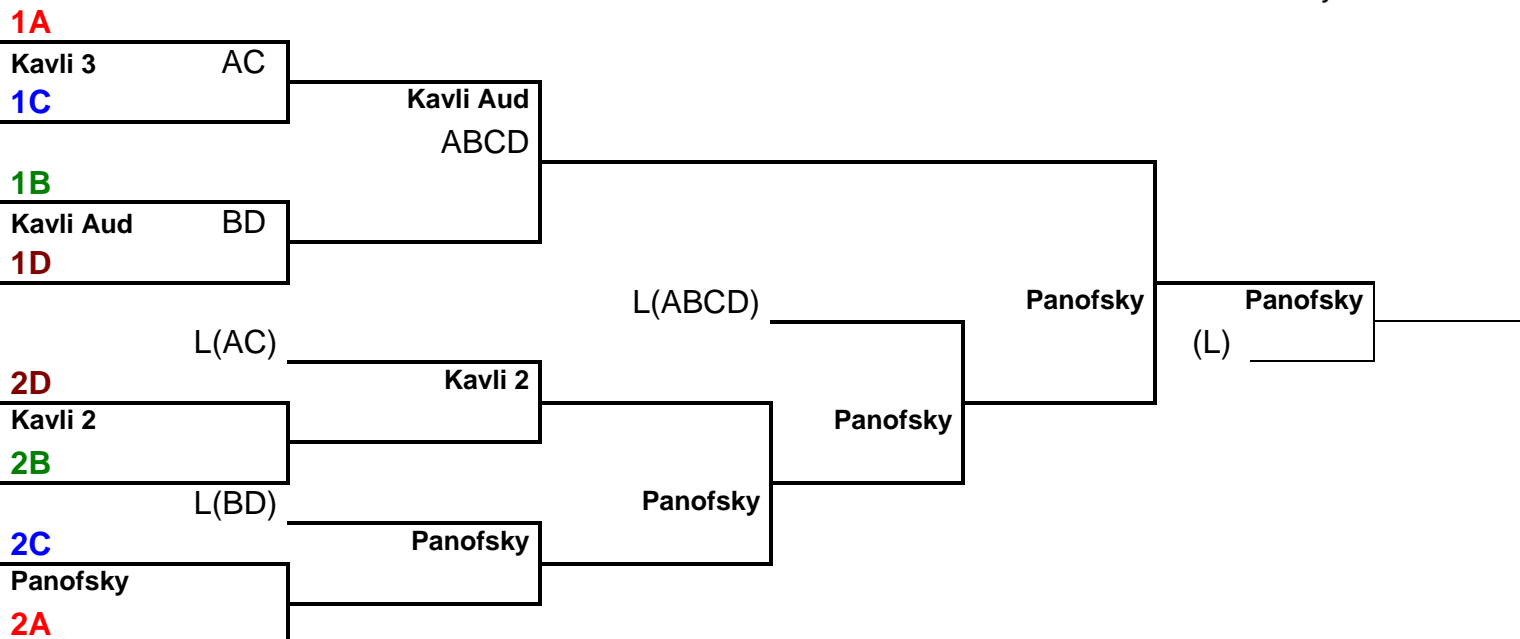 1A
Kavli 3 AC
1C
Kavli Aud
ABCD
1B
Kavli Aud BD
1D
L(ABCD)
Panofsky
Panofsky
(L)
L(AC)
Kavli 2
2D
Kavli 2
Panofsky
2B
L(BD)
Panofsky
2C
Panofsky
Panofsky
2A